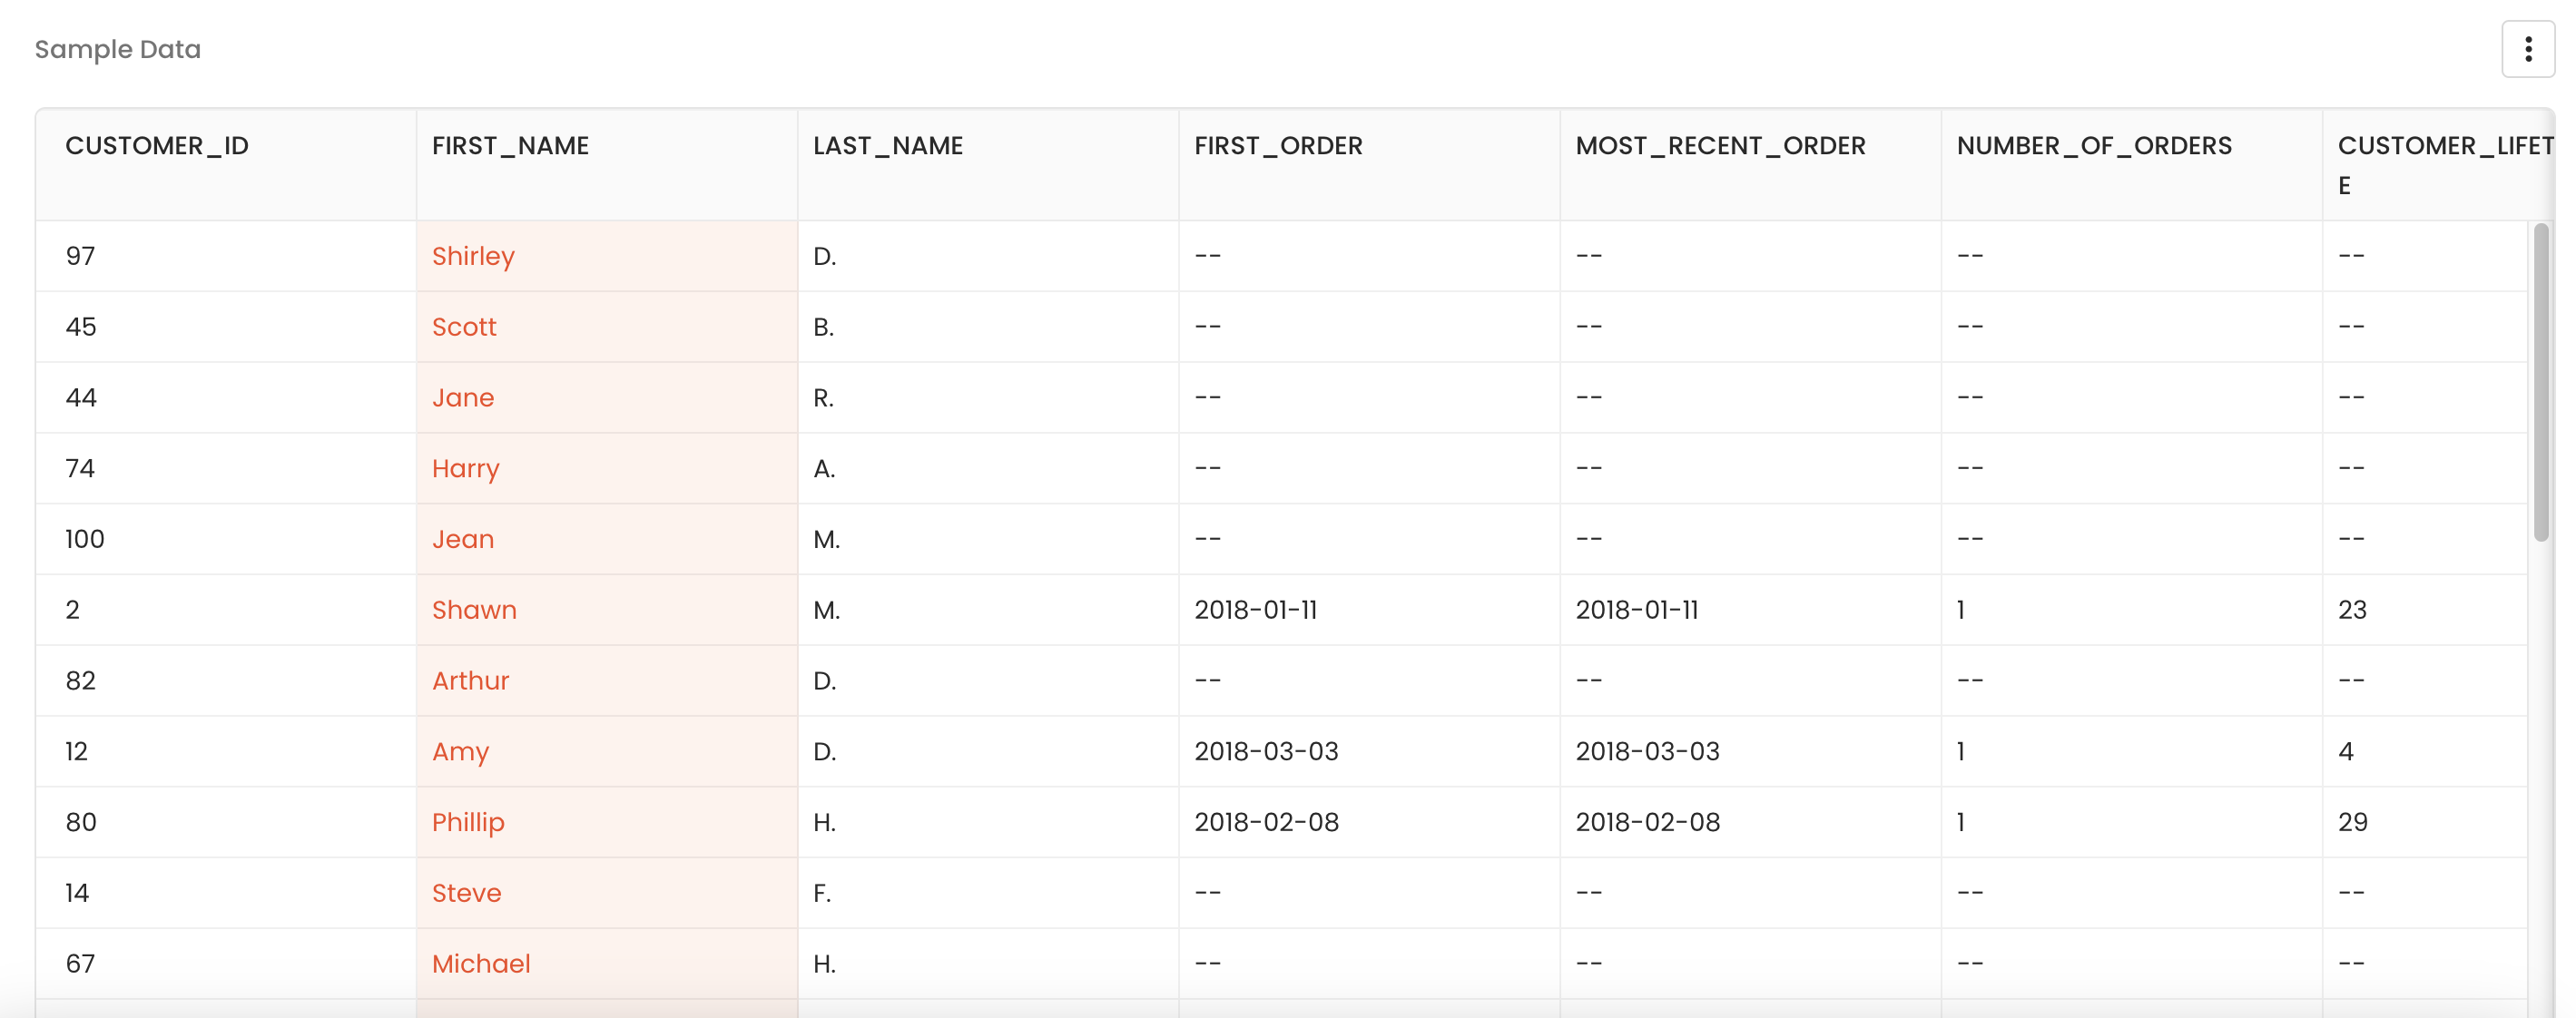 Sample Data
CUSTOMER_ID FIRST_NAME LAST_NAME FIRST_ORDER MOST_RECENT_ORDER NUMBER_OF_ORDERS CUSTOMER_LIFET
E
97 Shirley D. -- -- -- --
45 Scott B. -- -- -- --
44 Jane R. -- -- -- --
74 Harry A. -- -- -- --
100 Jean M. -- -- -- --
2 Shawn M. 2018-01-11 2018-01-11 1 23
82 Arthur D. -- -- -- --
12 Amy D. 2018-03-03 2018-03-03 1 4
80 Phillip H. 2018-02-08 2018-02-08 1 29
14 Steve F. -- -- -- --
67 Michael H. -- -- -- --